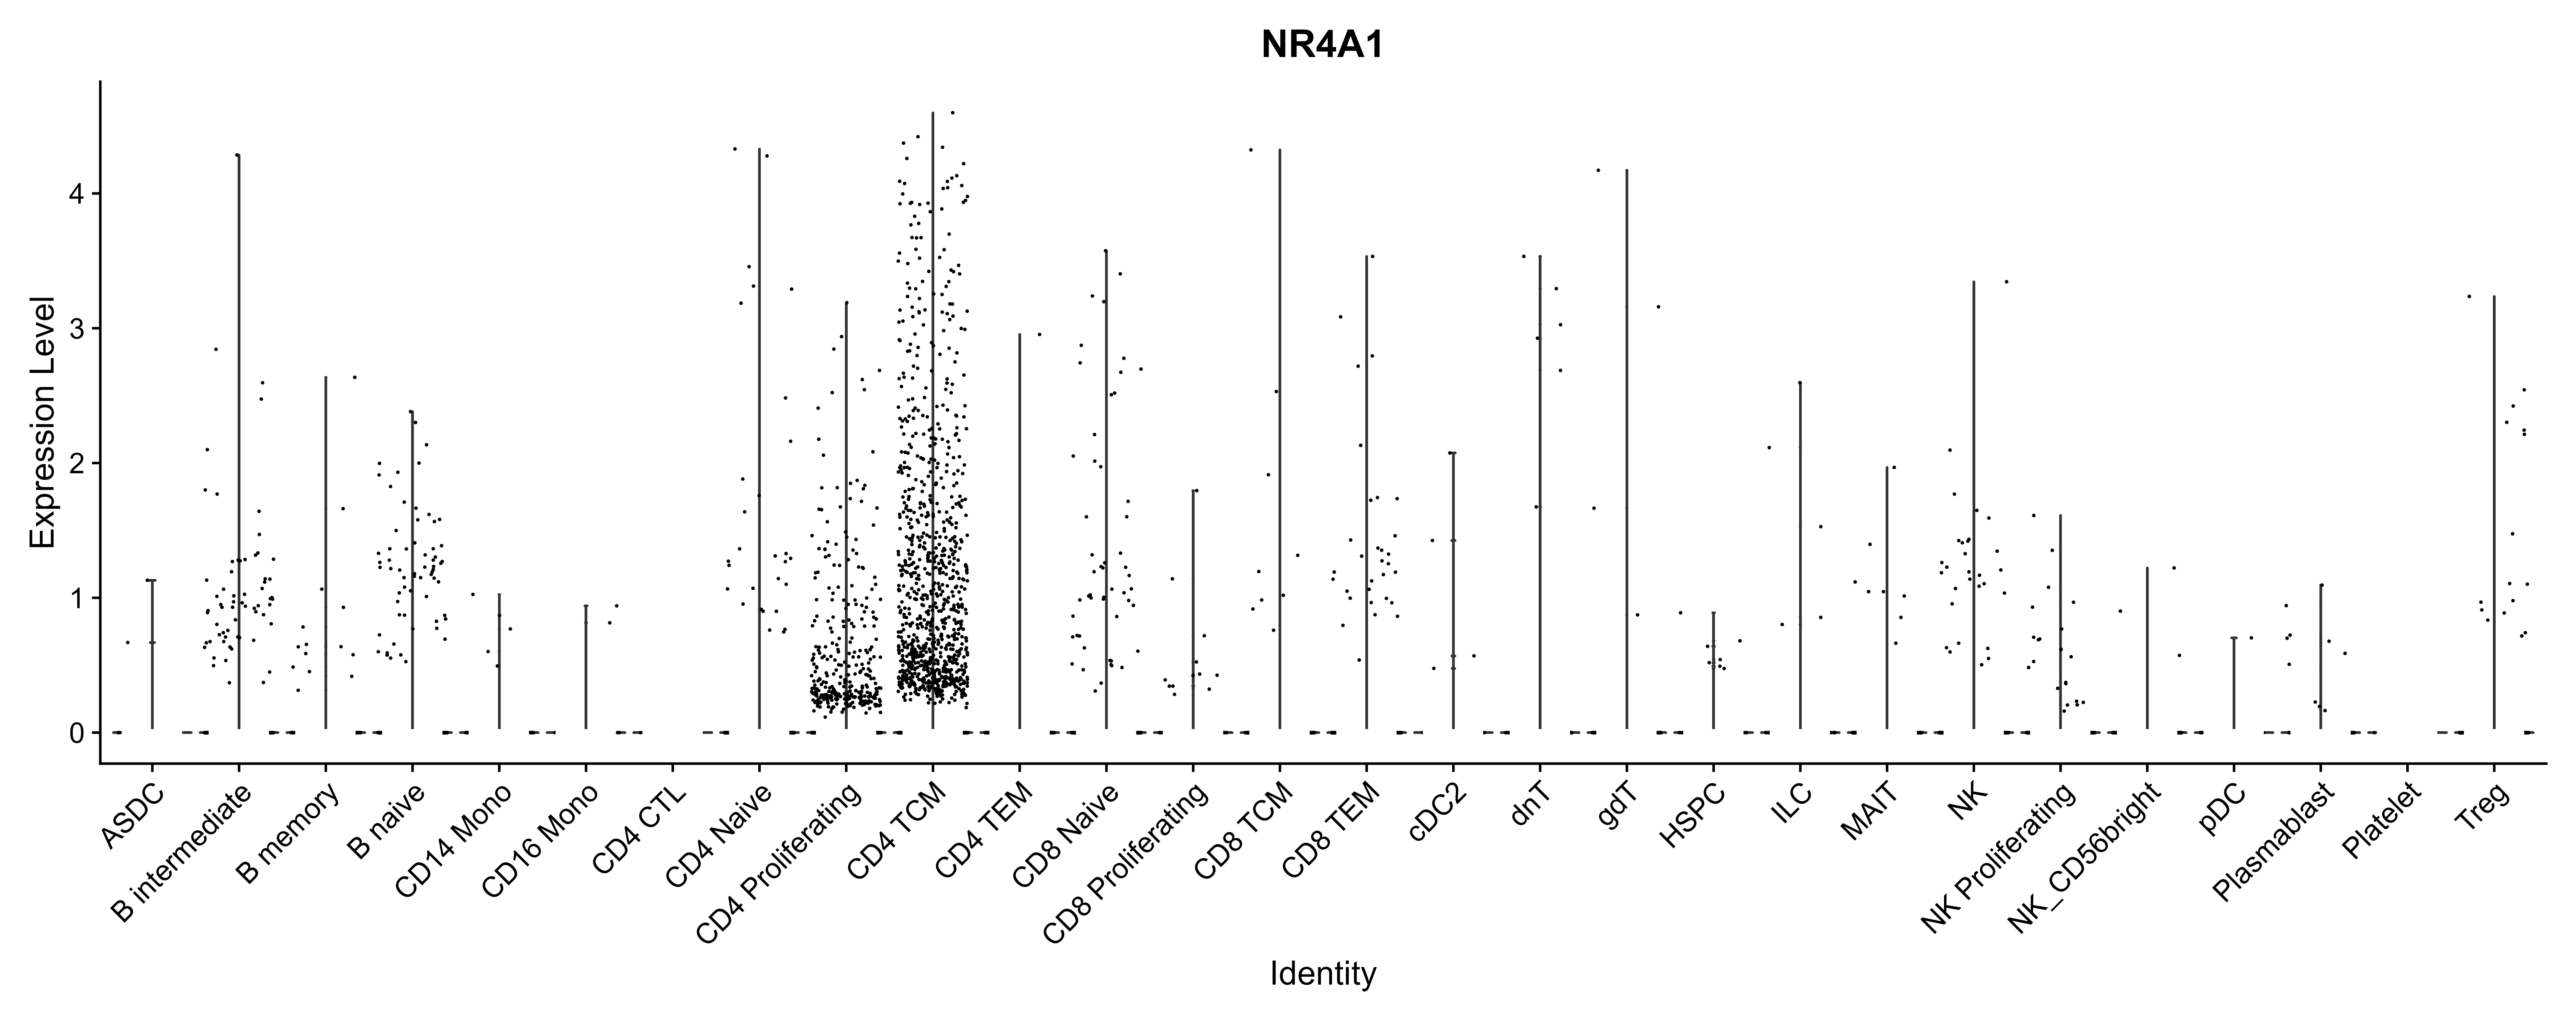 NR4A1
Expression Level
4
3
2
1
0
ASDC
B intermediate
B memory
B naive
CD14 Mono
CD16 Mono
CD4 CTL
CD4 Naive
CD4 Proliferating
CD4 TCM
CD4 TEM
CD8 Naive
CD8 Proliferating
CD8 TCM
CD8 TEM
cDC2
dnT
gdT
HSPC
ILC
MAIT
NK
NK Proliferating
NK_CD56bright
pDC
Plasmablast
Platelet
Treg
Identity